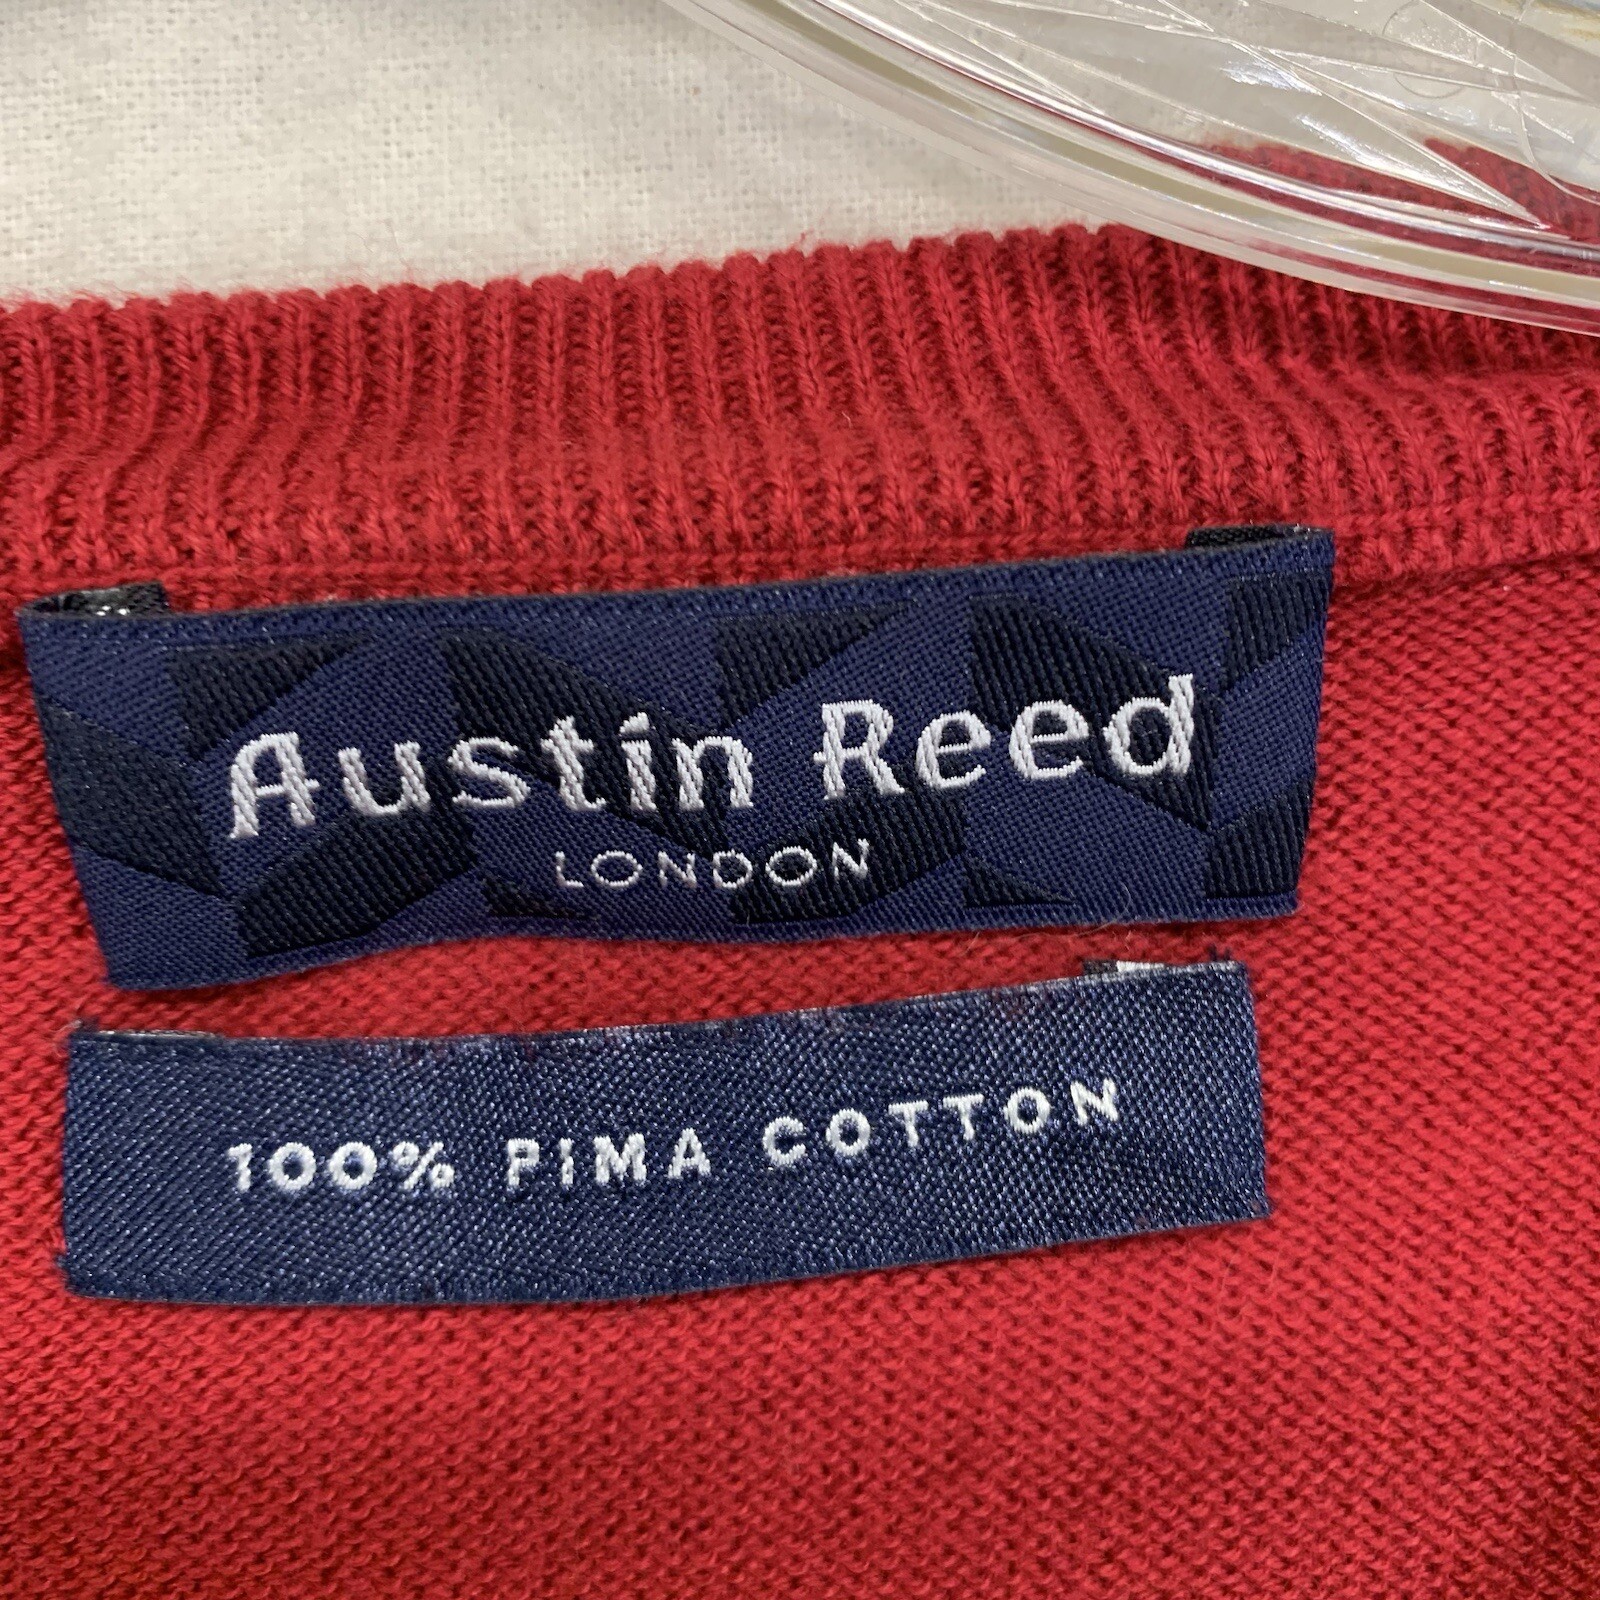 Austin Reed
LONDON
100% PIMA COTTON